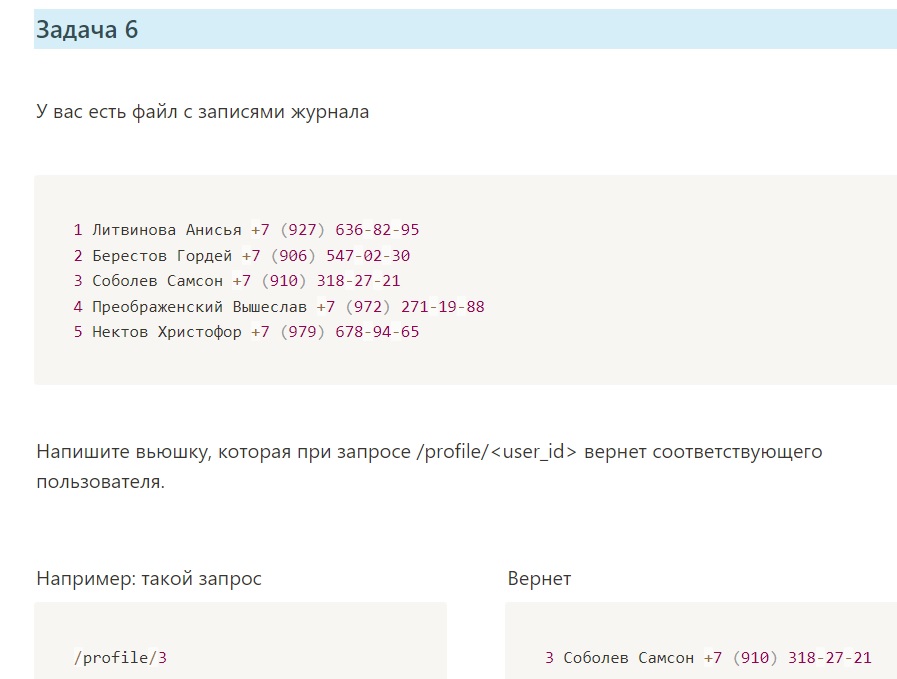 Задача 6
У вас есть файл с записями журнала
1 Литвинова Анисья +7 (927) 636-82-95
2 Берестов Гордей +7 (906) 547-02-30
3 Соболев Самсон +7 (910) 318-27-21
4 Преображенский Вышеслав +7 (972) 271-19-88
5 Нектов Христофор +7 (979) 678-94-65
Напишите вьюшку, которая при запросе /profile/<user_id> вернет соответствующего
пользователя.
Например: такой запрос
Вернет
/profile/3
3 Соболев Самсон +7 (910) 318-27-21